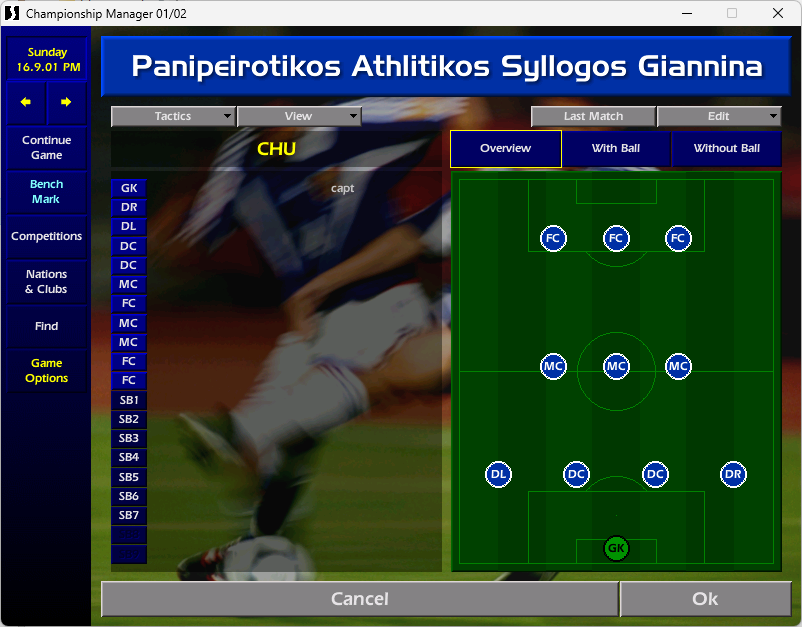 Championship Manager 01/02
Sunday
16.9.01 PM
Panipeirotikos Athlitikos Syllogos Giannina
Tactics
View
Last Match
Edit
Continue
Game
Bench
Mark
Competitions
Nations
& Clubs
Find
Game
Options
CHU
Overview
With Ball
Without Ball
GK capt
DR
DL
DC
DC
MC
FC
MC
MC
FC
FC
SB1
SB2
SB3
SB4
SB5
SB6
SB7
FC FC FC
MC MC MC
DL DC DC DR
GK
Cancel
Ok